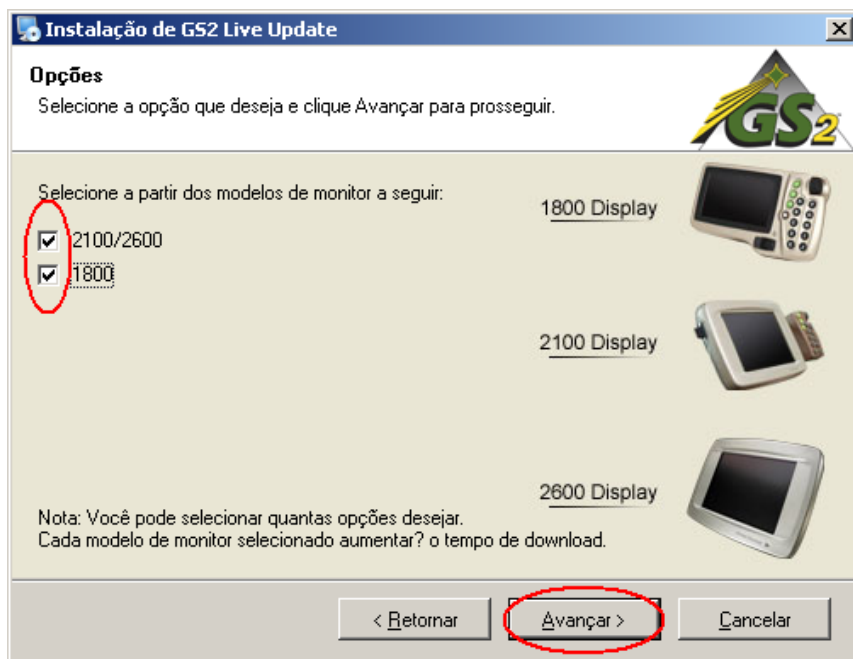 Instalação de GS2 Live Update
Opções
Selecione a opção que deseja e clique Avançar para prosseguir.
GS2
Selecione a partir dos modelos de monitor a seguir:
2100/2600
1800
1800 Display
2100 Display
2600 Display
Nota: Você pode selecionar quantas opções desejar.
Cada modelo de monitor selecionado aumentar? o tempo de download.
< Retornar
Avançar >
Cancelar